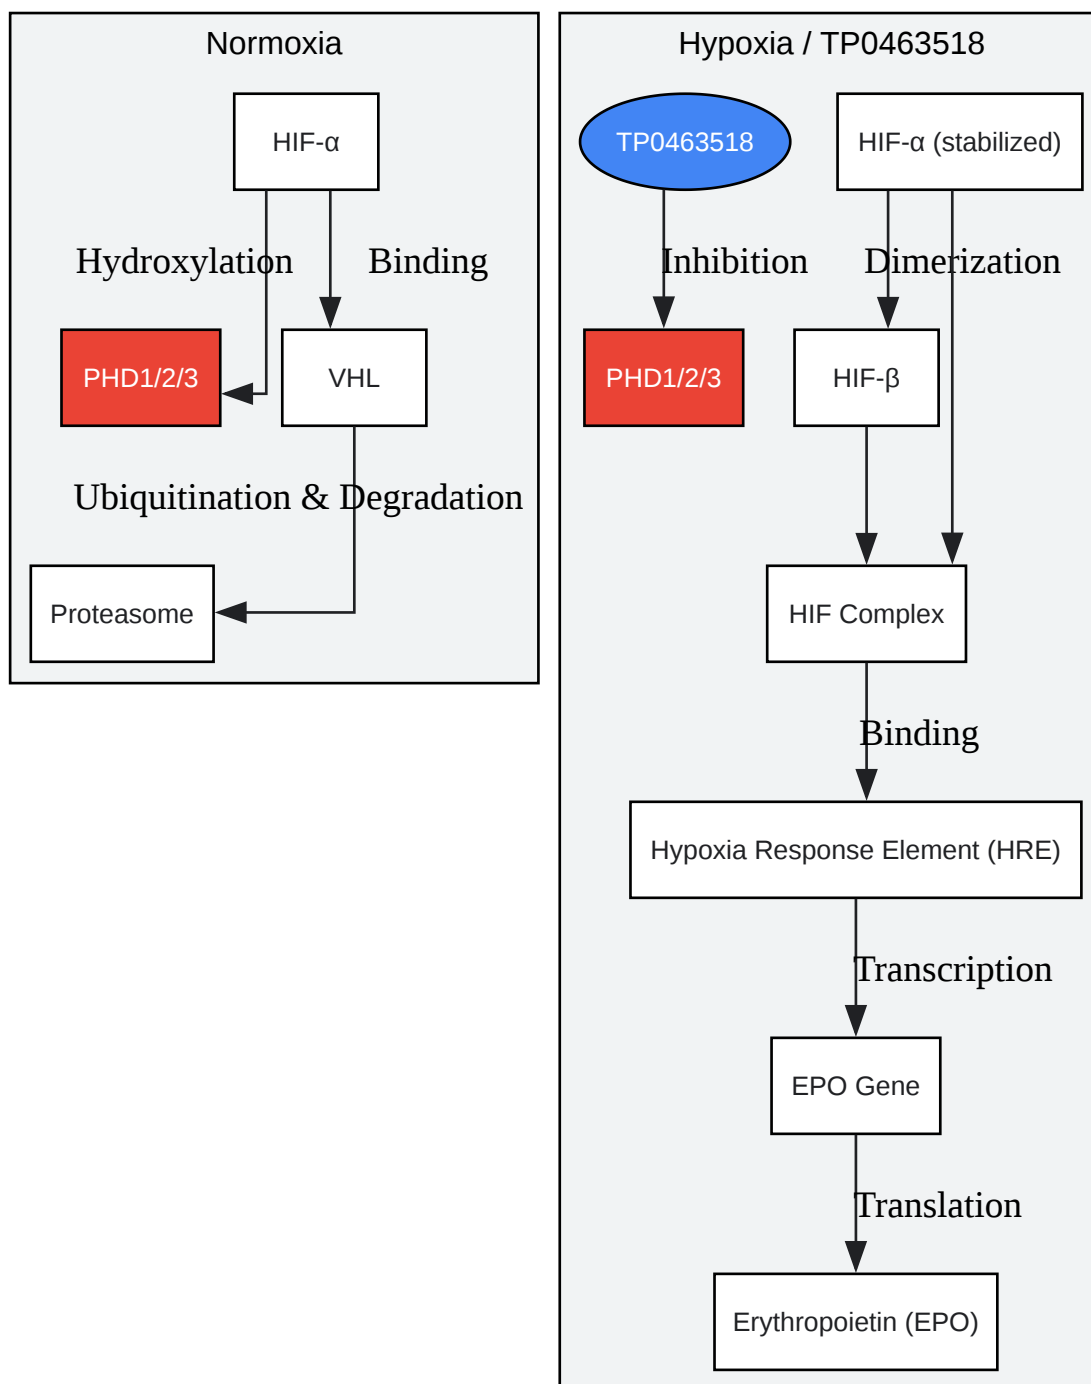 Normoxia
HIF-α
Hydroxylation
Binding
PHD1/2/3
VHL
Ubiquitination & Degradation
Proteasome
Hypoxia / TP0463518
TP0463518
HIF-α (stabilized)
Inhibition
Dimerization
PHD1/2/3
HIF-β
HIF Complex
Binding
Hypoxia Response Element (HRE)
Transcription
EPO Gene
Translation
Erythropoietin (EPO)